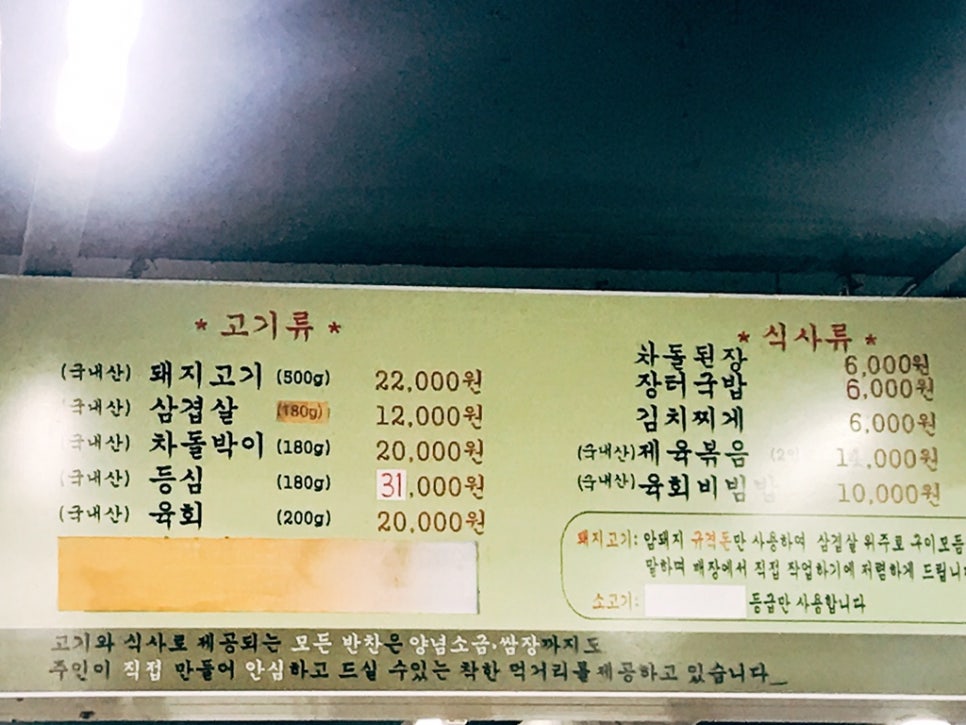 * 고기류 *
(국내산) 돼지고기 (500g) 22,000원
(국내산) 삼겹살 (180g) 12,000원
(국내산) 차돌박이 (180g) 20,000원
(국내산) 등심 (180g) 31,000원
(국내산) 육회 (200g) 20,000원
* 식사류 *
차돌된장 6,000원
장터국밥 6,000원
김치찌게 6,000원
(국내산) 제육볶음
(국내산) 육회비빔밥 10,000원
돼지고기: 암돼지 규격돈만 사용하여 삼겹살 위주로 구이모듬
말하며 매장에서 직접 작업하기에 저렴하게 드립니
소고기: 등급만 사용합니다
고기와 식사로 제공되는 모든 반찬은 양념소금·쌈장까지도
주인이 직접 만들어 안심하고 드실 수있는 착한 먹거리를 제공하고 있습니다_